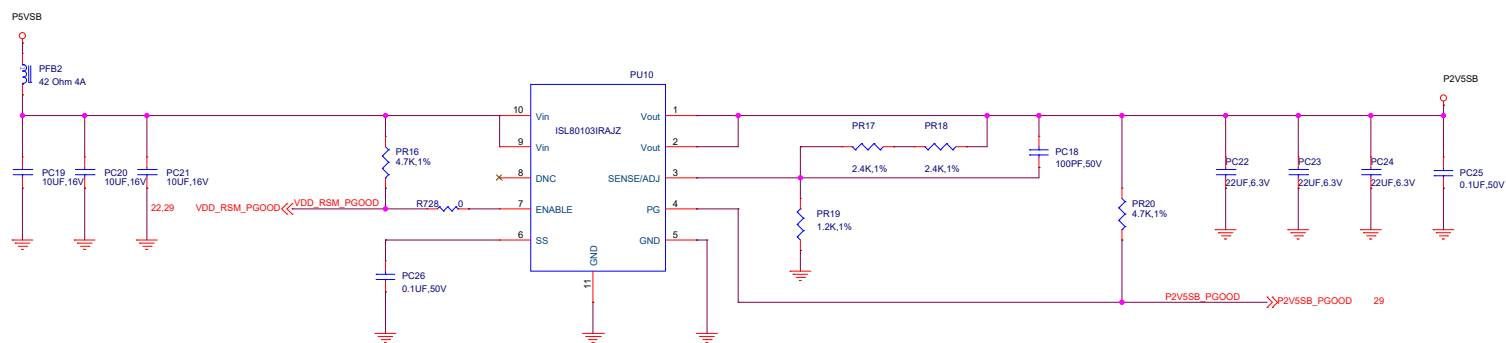 P5VSB
PFB2
42 Ohm 4A
PC19
10UF,16V
PC20
10UF,16V
PC21
10UF,16V
22,29
VDD_RSM_PGOOD
VDD_RSM_PGOOD
PR16
4.7K,1%
R728
0
PC26
0.1UF,50V
PU10
ISL80103IRAJZ
10
Vin
9
Vin
8
DNC
7
ENABLE
6
SS
GND
11
Vout
1
Vout
2
SENSE/ADJ
3
PG
4
GND
5
PR17
2.4K,1%
PR18
2.4K,1%
PC18
100PF,50V
PR19
1.2K,1%
PR20
4.7K,1%
PC22
22UF,6.3V
PC23
22UF,6.3V
PC24
22UF,6.3V
P2V5SB
PC25
0.1UF,50V
P2V5SB_PGOOD
P2V5SB_PGOOD
29